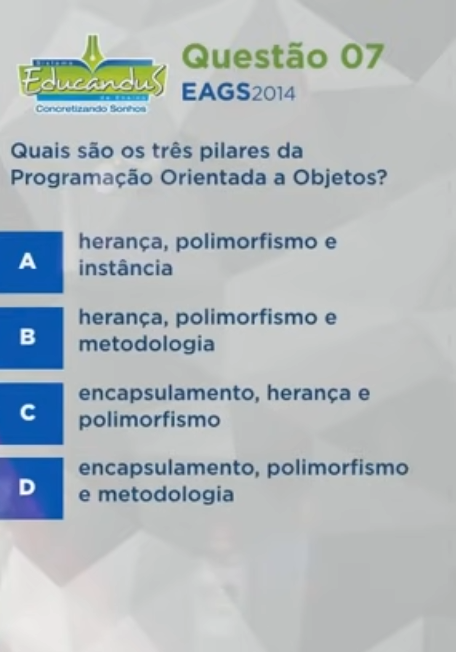 Sistema
EducanduS
de Ensino
Concretizando Sonhos
Questão 07
EAGS2014
Quais são os três pilares da
Programação Orientada a Objetos?
A
herança, polimorfismo e
instância
B
herança, polimorfismo e
metodologia
C
encapsulamento, herança e
polimorfismo
D
encapsulamento, polimorfismo
e metodologia